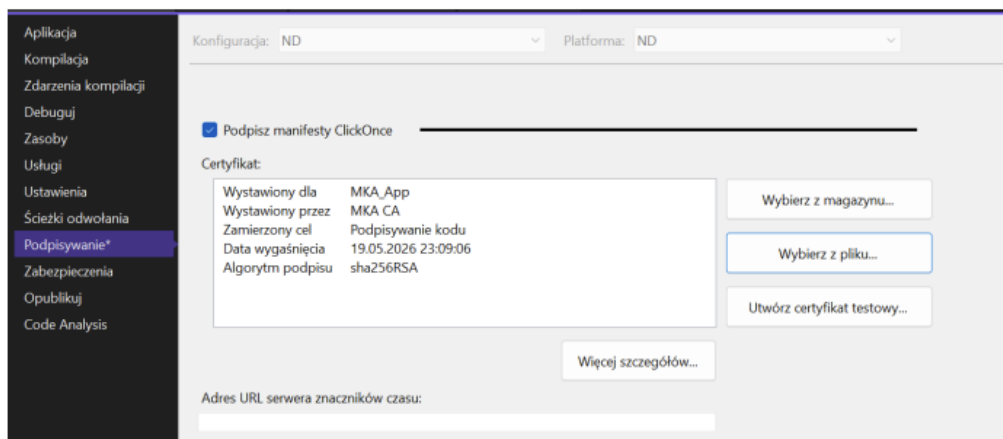 Aplikacja
Kompilacja
Zdarzenia kompilacji
Debuguj
Zasoby
Usługi
Ustawienia
Ścieżki odwołania
Podpisywanie*
Zabezpieczenia
Opublikuj
Code Analysis
Konfiguracja: ND Platforma: ND
Podpisz manifesty ClickOnce
Certyfikat:
Wystawiony dla MKA_App
Wystawiony przez MKA CA
Zamierzony cel Podpisywanie kodu
Data wygaśnięcia 19.05.2026 23:09:06
Algorytm podpisu sha256RSA
Wybierz z magazynu...
Wybierz z pliku...
Utwórz certyfikat testowy...
Więcej szczegółów...
Adres URL serwera znaczników czasu: